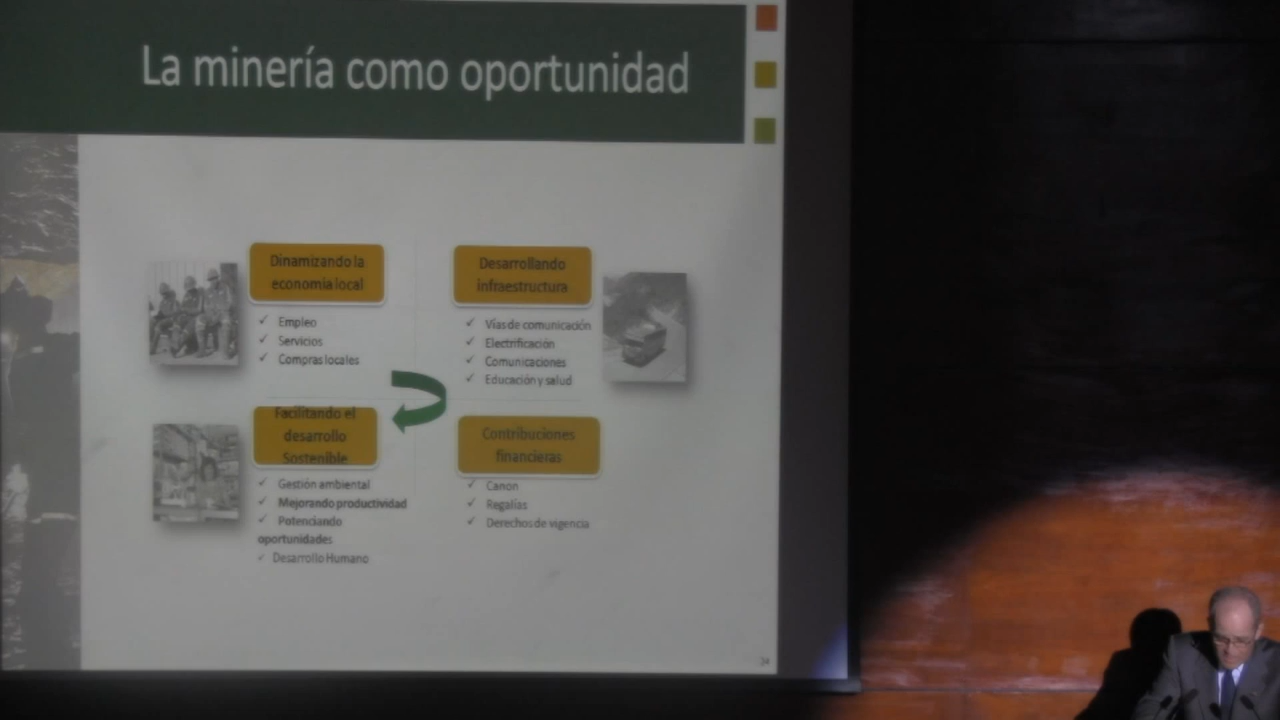 La minería como oportunidad
Dinamizando la
economía local
✓ Empleo
✓ Servicios
✓ Compras locales
Desarrollando
infraestructura
✓ Vías de comunicación
✓ Electrificación
✓ Comunicaciones
✓ Educación y salud
Facilitando el
desarrollo
Sostenible
✓ Gestión ambiental
✓ Mejorando productividad
✓ Potenciando
oportunidades
✓ Desarrollo Humano
Contribuciones
financieras
✓ Canon
✓ Regalías
✓ Derechos de vigencia
24